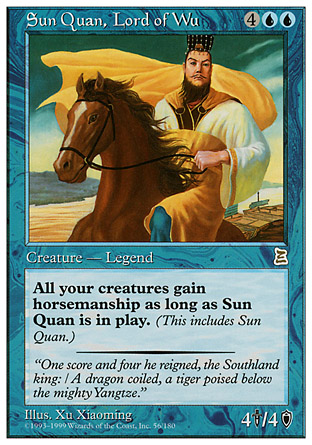 Sun Quan, Lord of Wu 4
Creature — Legend
All your creatures gain
horsemanship as long as Sun
Quan is in play. (This includes Sun
Quan.)
“One score and four he reigned, the Southland
king: / A dragon coiled, a tiger poised below
the mighty Yangtze.”
Illus. Xu Xiaoming
©1993-1999 Wizards of the Coast, Inc. 56/180
4/4